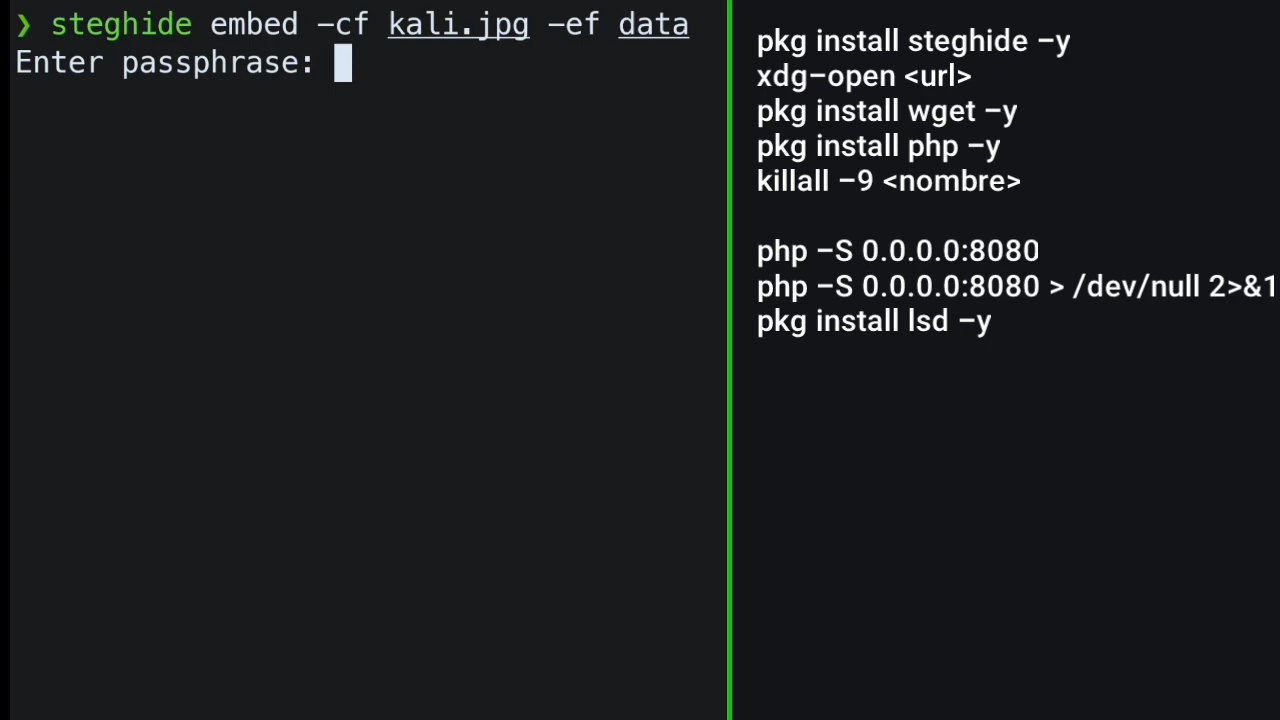 ❯ steghide embed -cf kali.jpg -ef data
Enter passphrase:
pkg install steghide -y
xdg-open <url>
pkg install wget -y
pkg install php -y
killall -9 <nombre>
php -S 0.0.0.0:8080
php -S 0.0.0.0:8080 > /dev/null 2>&1
pkg install lsd -y